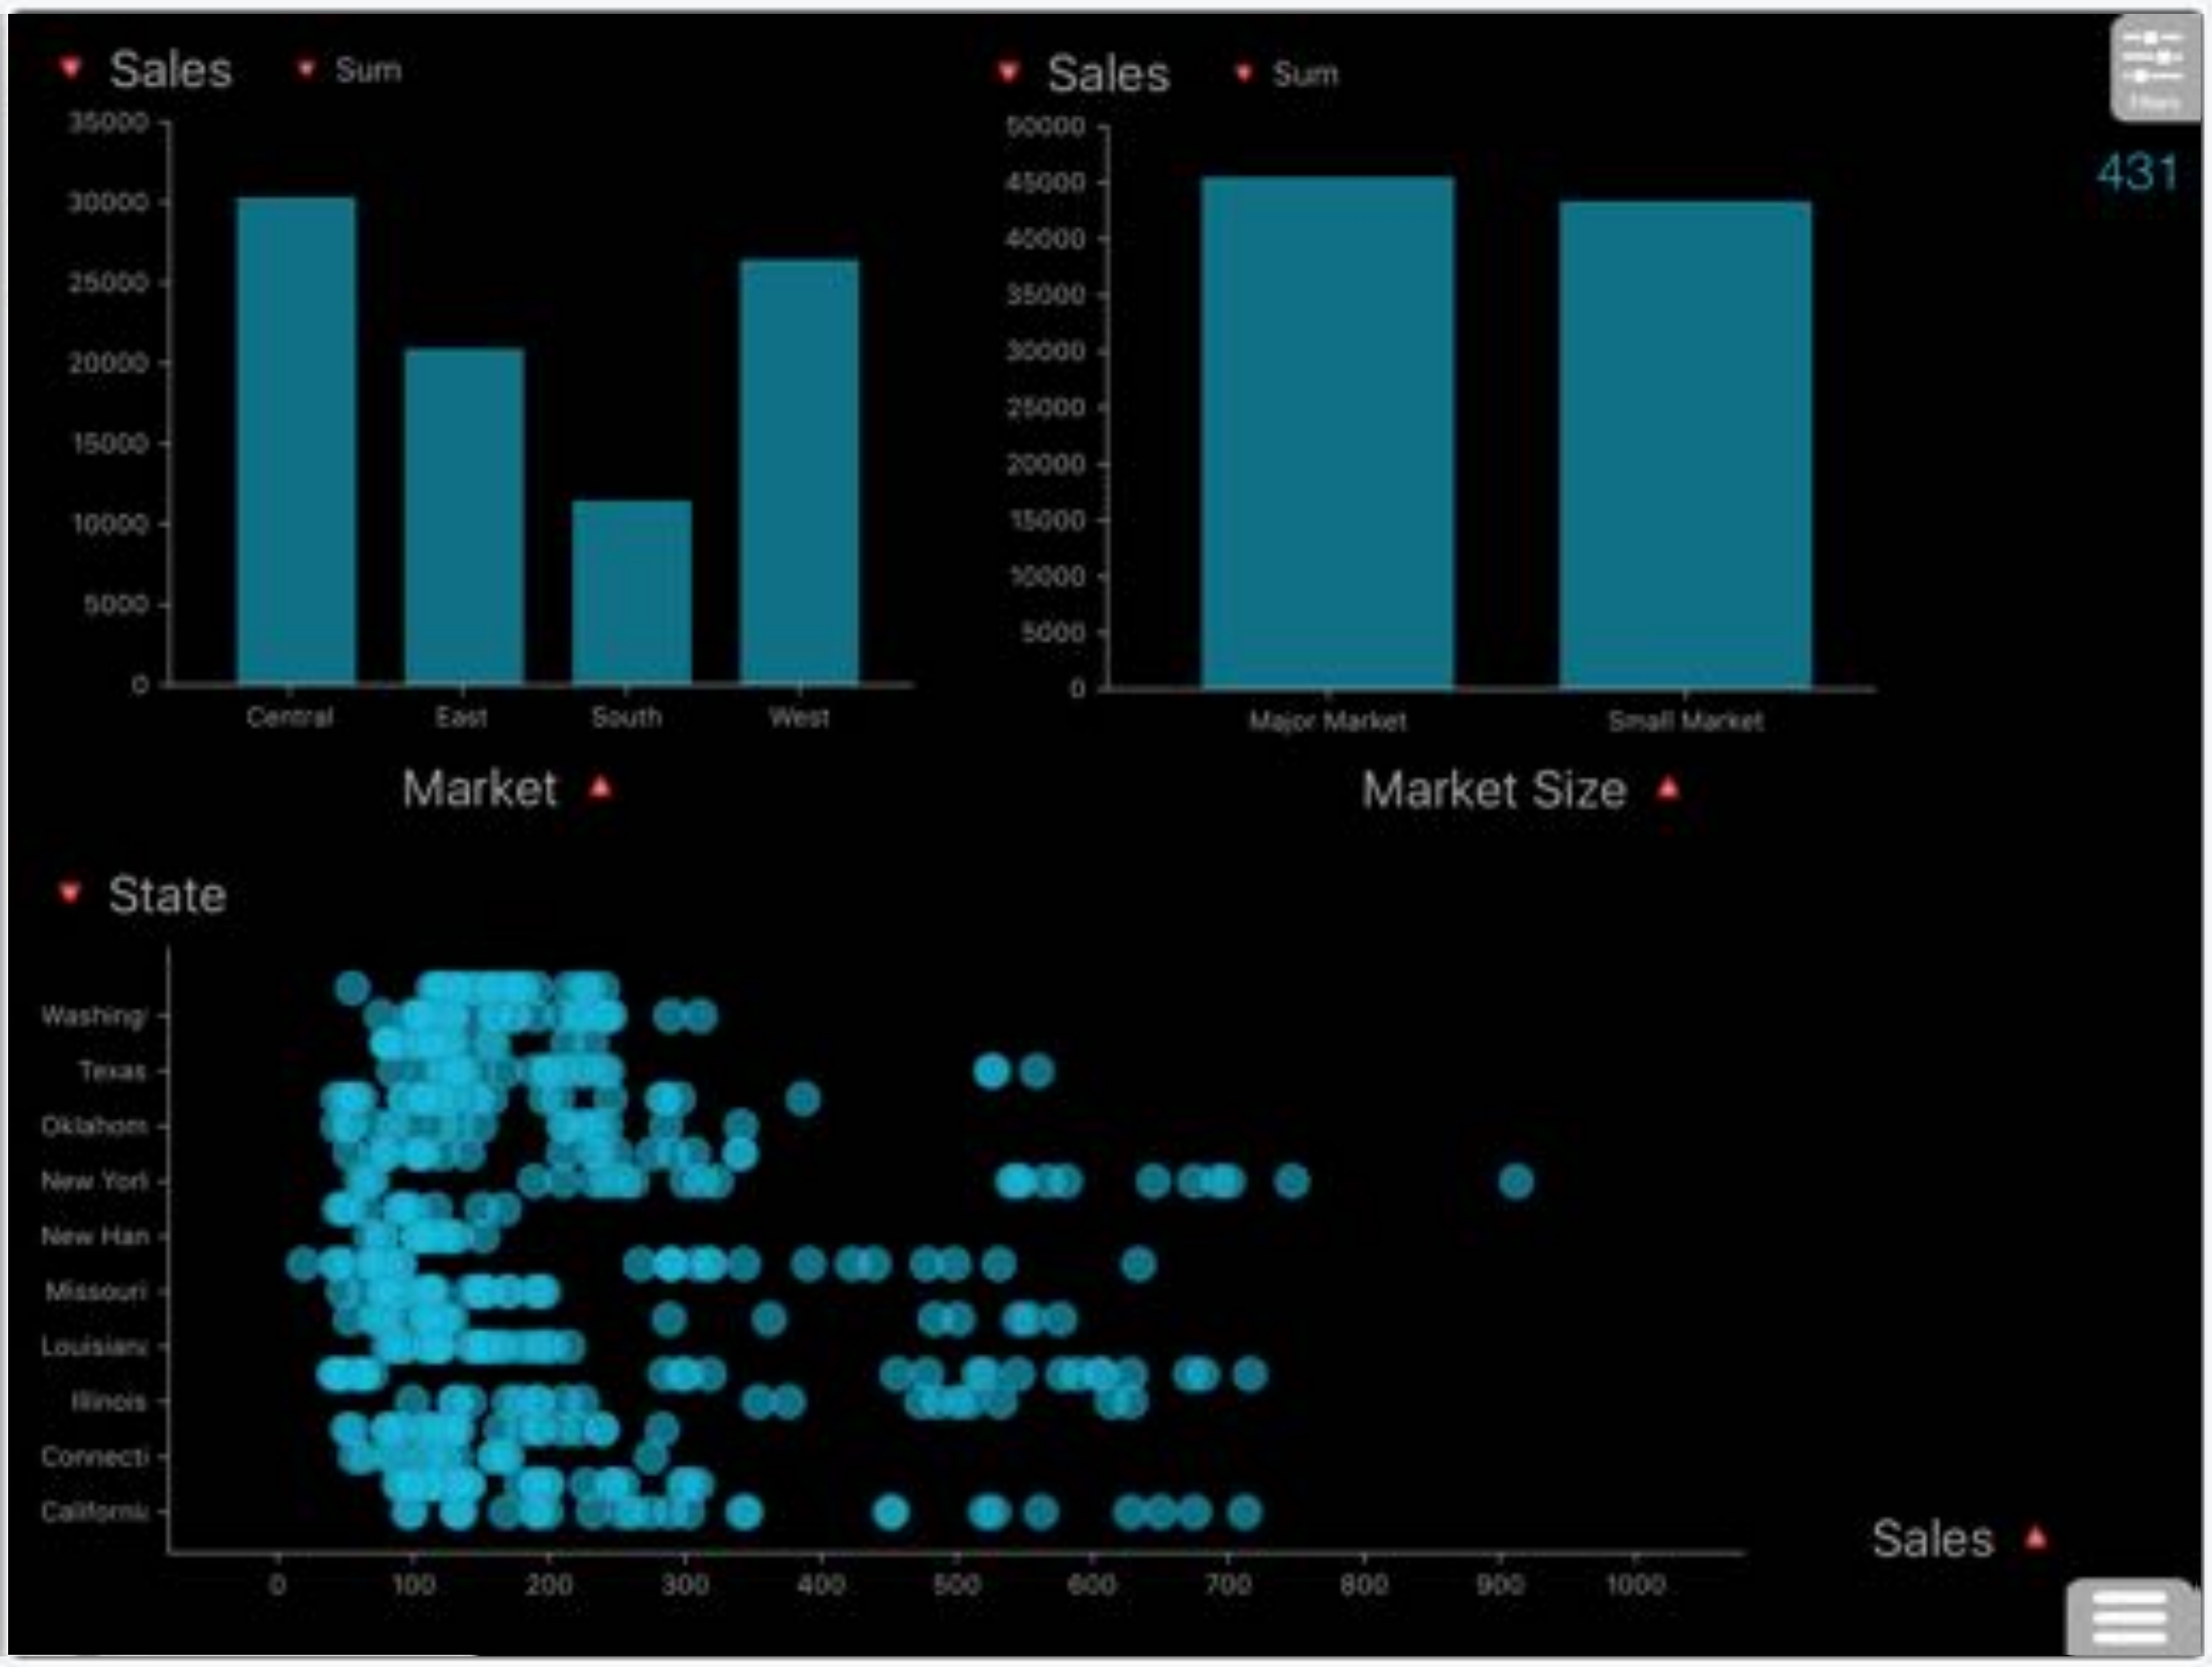 Sales Sum
35000
30000
25000
20000
15000
10000
5000
0
Central East South West
Market
Sales Sum
50000
45000
40000
35000
30000
25000
20000
15000
10000
5000
0
Major Market Small Market
Market Size
Filters
431
State
Washing
Texas
Oklahom
New Yor
New Han
Missouri
Louisian
Illinois
Connecti
Californi
0 100 200 300 400 500 600 700 800 900 1000
Sales